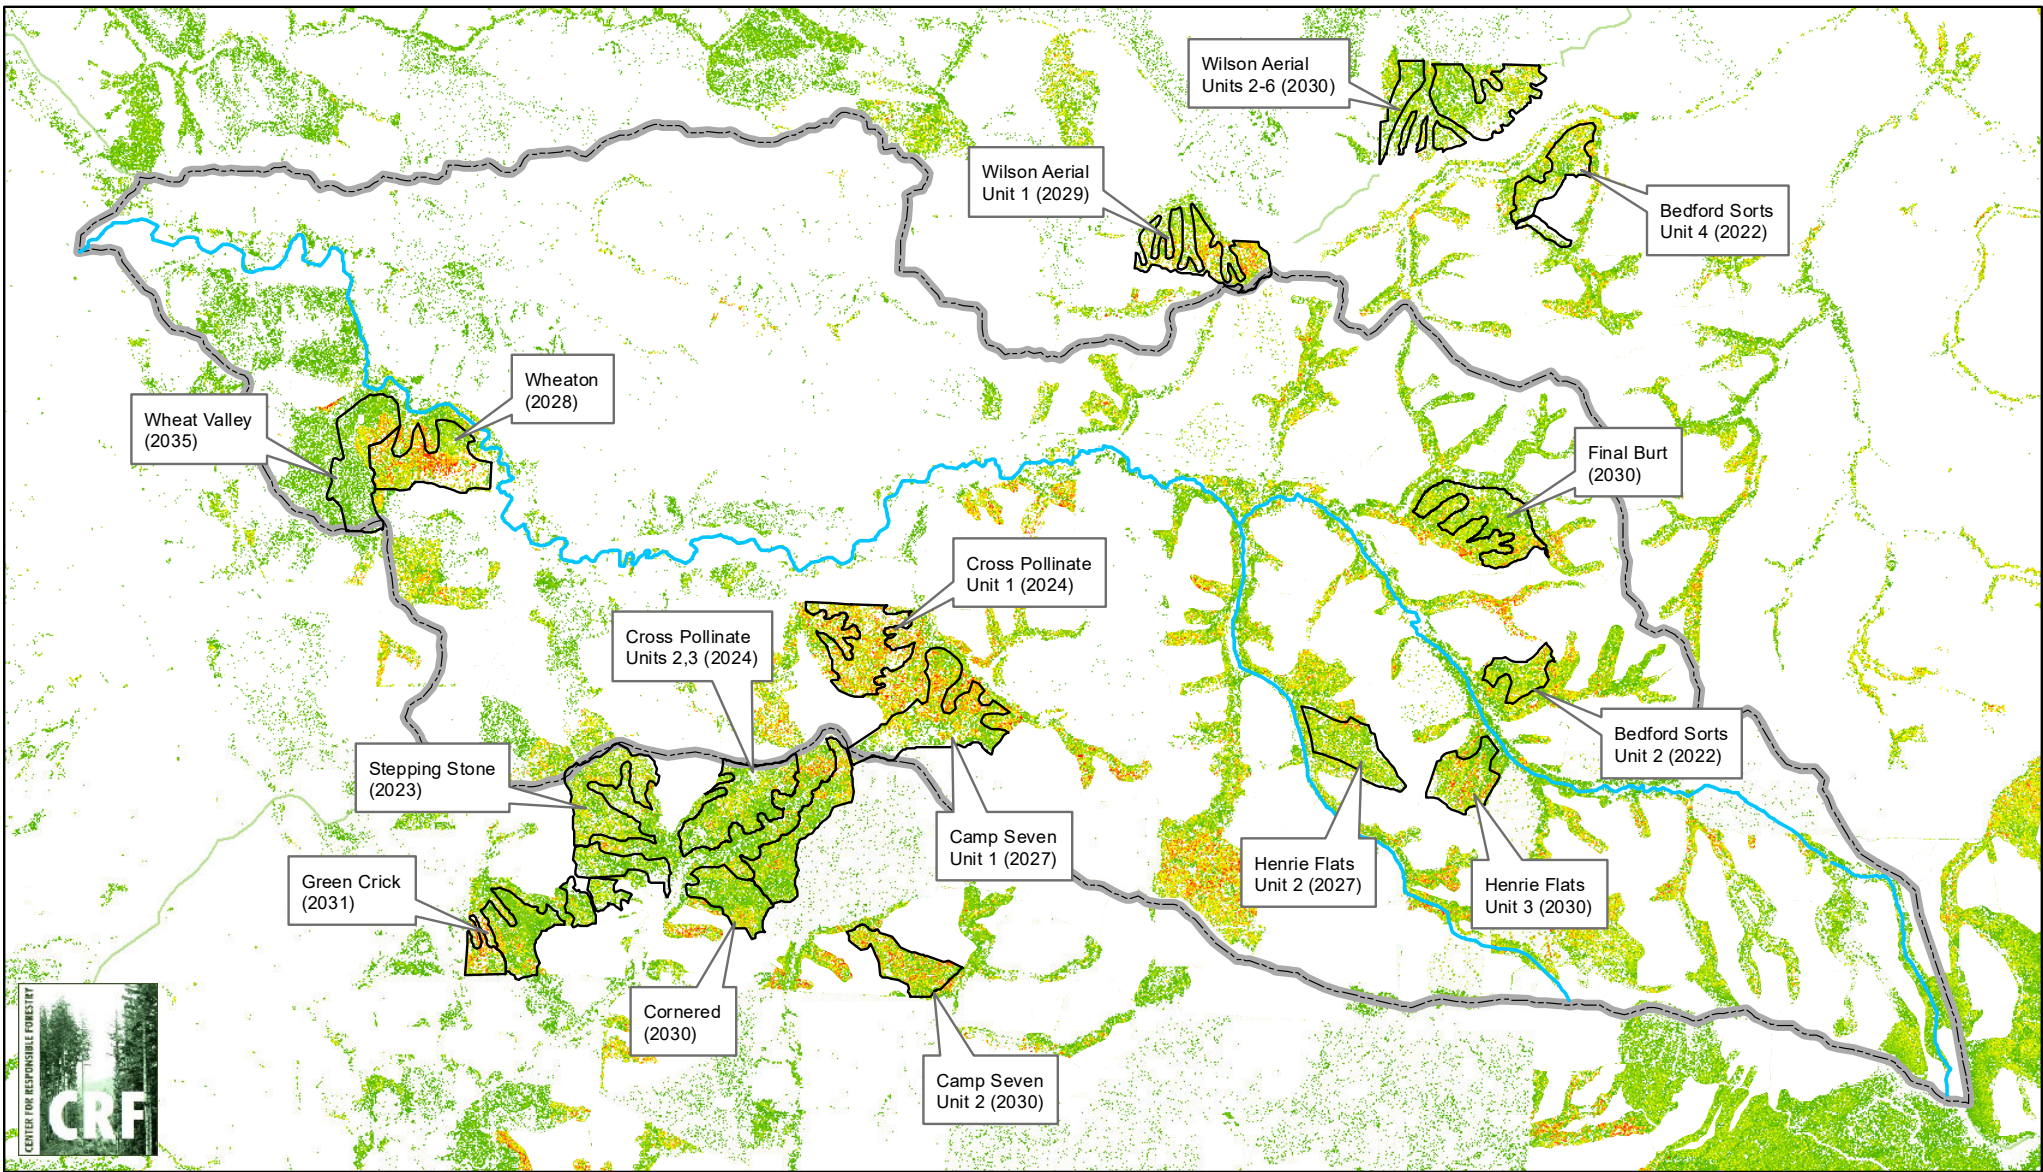 Wilson Aerial
Units 2-6 (2030)
Wilson Aerial
Unit 1 (2029)
Bedford Sorts
Unit 4 (2022)
Wheaton
(2028)
Wheat Valley
(2035)
Final Burt
(2030)
Cross Pollinate
Unit 1 (2024)
Cross Pollinate
Units 2,3 (2024)
Bedford Sorts
Unit 2 (2022)
Stepping Stone
(2023)
Camp Seven
Unit 1 (2027)
Henrie Flats
Unit 2 (2027)
Henrie Flats
Unit 3 (2030)
Green Crick
(2031)
Cornered
(2030)
Camp Seven
Unit 2 (2030)
CENTER FOR RESPONSIBLE FORESTRY
CRF